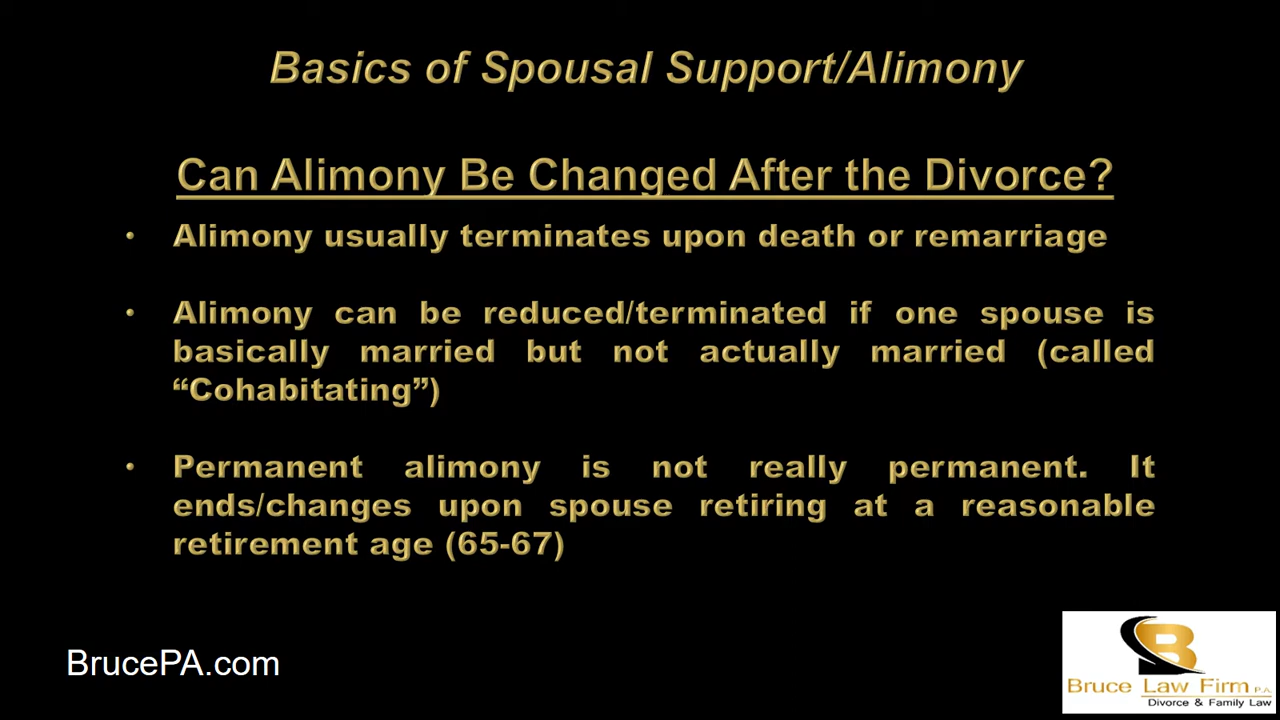 Basics of Spousal Support/Alimony
Can Alimony Be Changed After the Divorce?
• Alimony usually terminates upon death or remarriage
• Alimony can be reduced/terminated if one spouse is
basically married but not actually married (called
“Cohabitating”)
• Permanent alimony is not really permanent. It
ends/changes upon spouse retiring at a reasonable
retirement age (65-67)
BrucePA.com
B
Bruce Law Firm P.A.
Divorce & Family Law